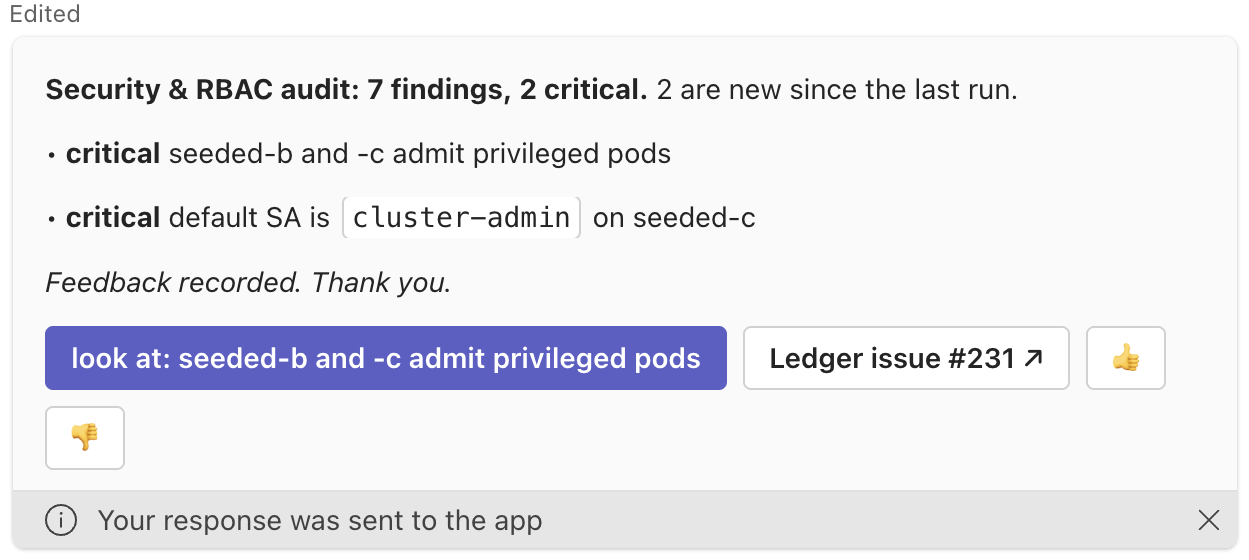 Edited
Security & RBAC audit: 7 findings, 2 critical. 2 are new since the last run.
• critical seeded-b and -c admit privileged pods
• critical default SA is cluster-admin on seeded-c
Feedback recorded. Thank you.
look at: seeded-b and -c admit privileged pods
Ledger issue #231 ↗
👍
👎
Your response was sent to the app